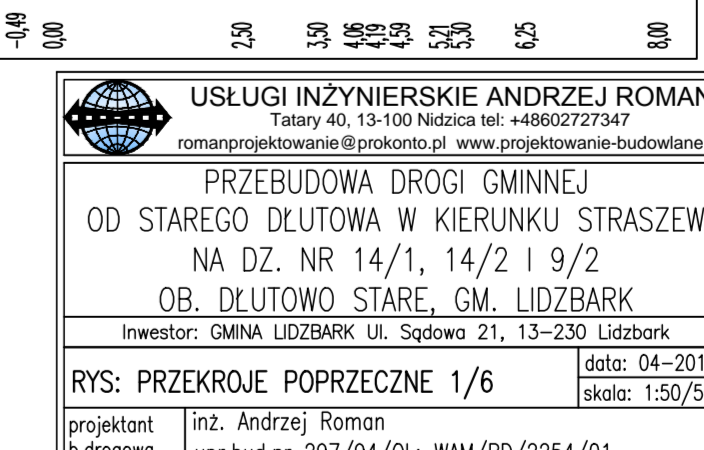 -0,49 0,00 2,50 3,50 4,06 4,19 4,59 5,21 5,30 6,25 8,00
USŁUGI INŻYNIERSKIE ANDRZEJ ROMAN
Tatary 40, 13-100 Nidzica tel: +48602727347
romanprojektowanie@prokonto.pl www.projektowanie-budowlane
PRZEBUDOWA DROGI GMINNEJ
OD STAREGO DŁUTOWA W KIERUNKU STRASZEW
NA DZ. NR 14/1, 14/2 I 9/2
OB. DŁUTOWO STARE, GM. LIDZBARK
Inwestor: GMINA LIDZBARK Ul. Sądowa 21, 13-230 Lidzbark
RYS: PRZEKROJE POPRZECZNE 1/6
data: 04-201
skala: 1:50/5
projektant inż. Andrzej Roman